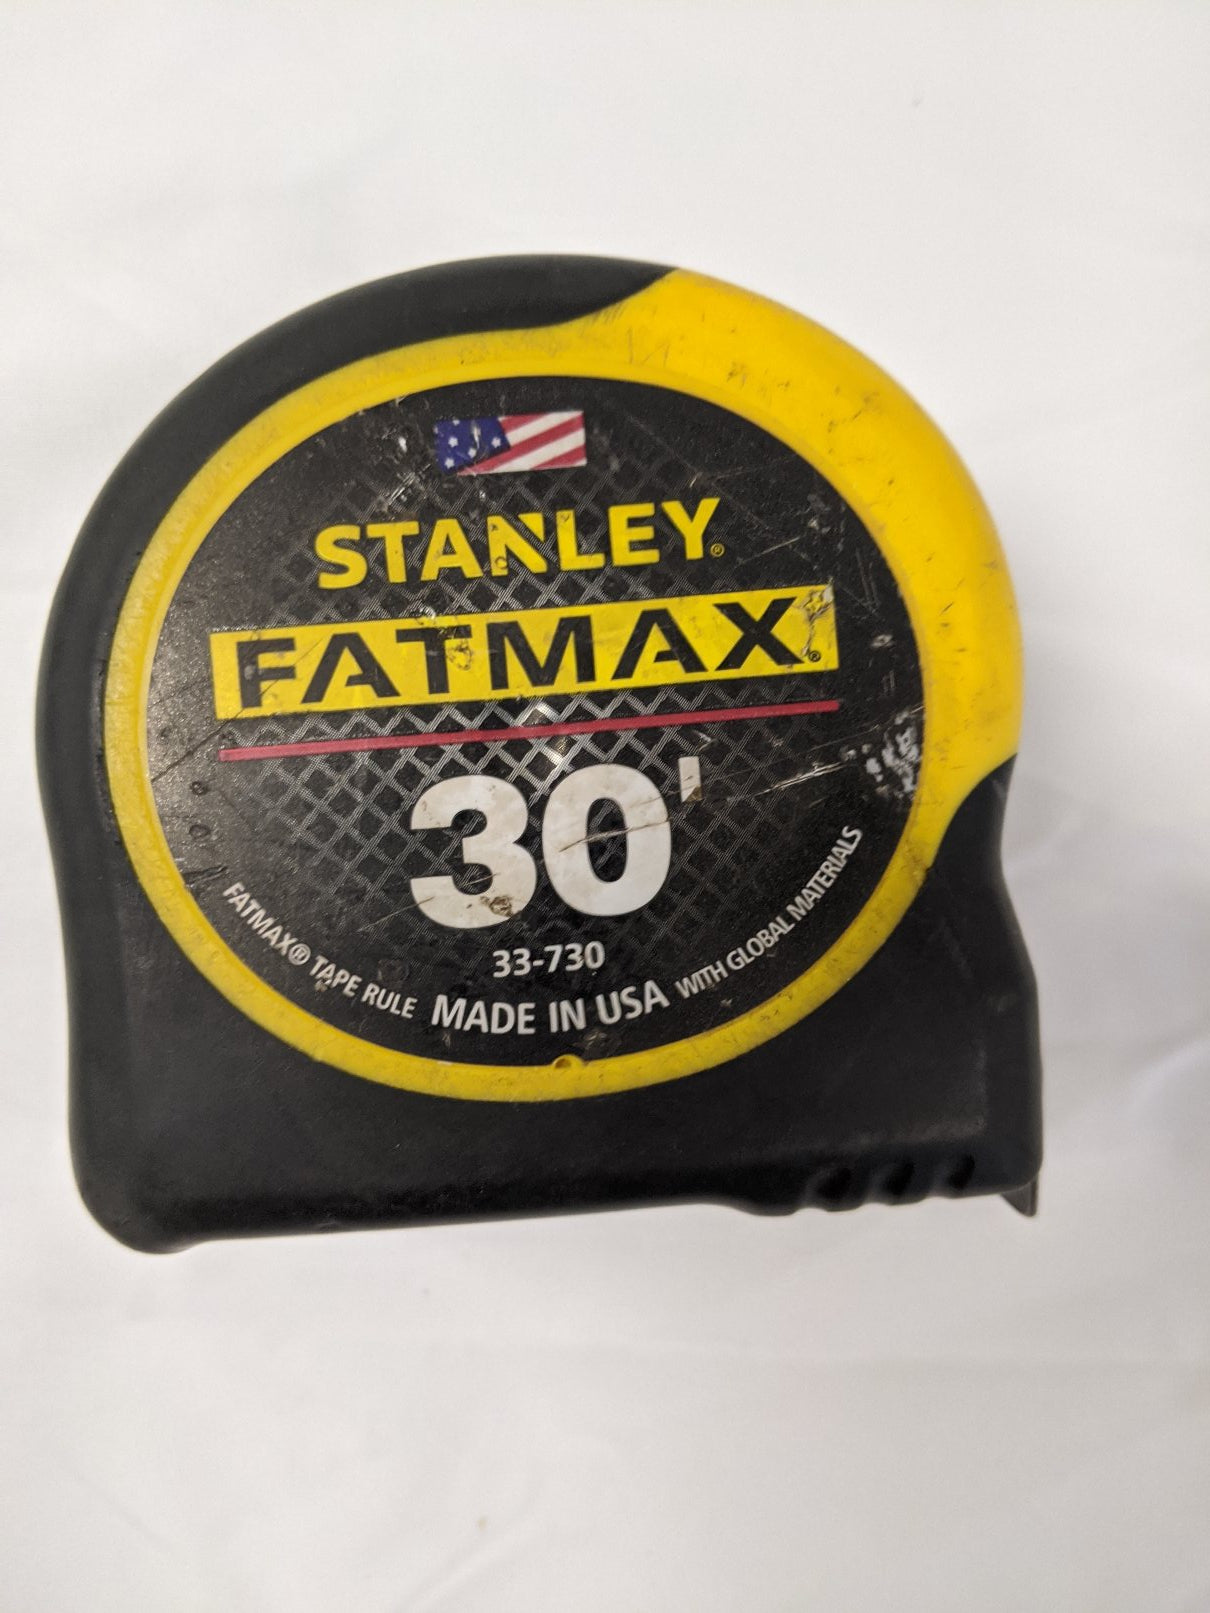 STANLEY®
FATMAX®
30'
33-730
FATMAX® TAPE RULE MADE IN USA WITH GLOBAL MATERIALS